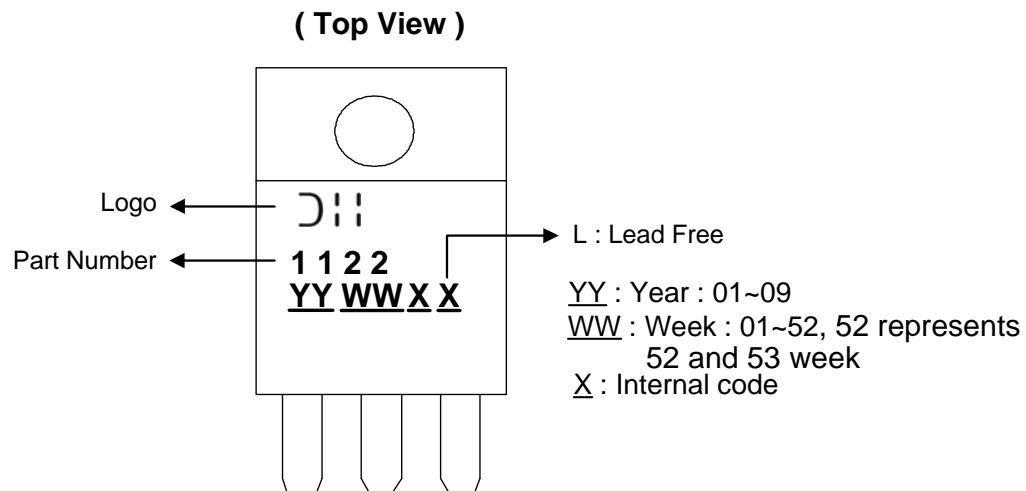 ( Top View )
Logo
Part Number
1 1 2 2
YY WW X X
L : Lead Free
YY : Year : 01~09
WW : Week : 01~52, 52 represents
52 and 53 week
X : Internal code